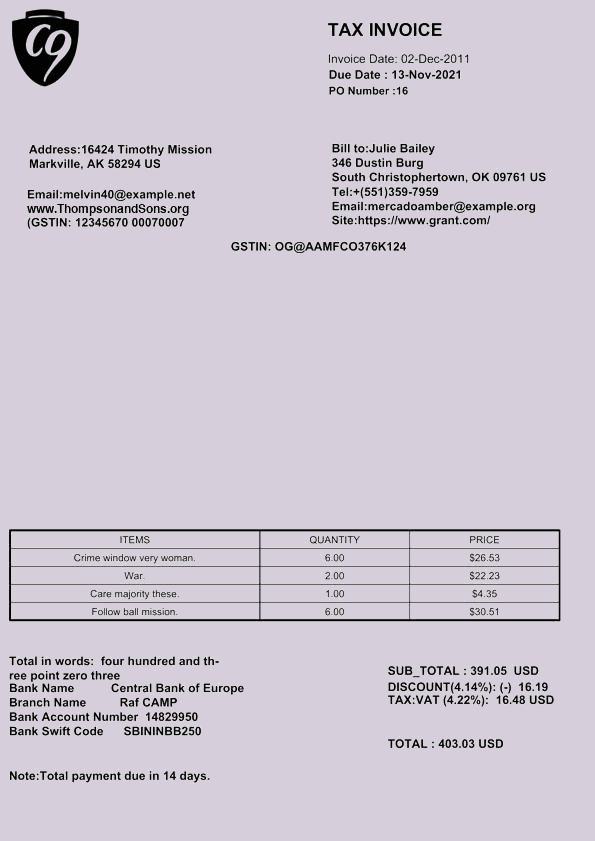 C9
TAX INVOICE
Invoice Date: 02-Dec-2011
Due Date : 13-Nov-2021
PO Number :16
Address:16424 Timothy Mission
Markville, AK 58294 US
Email:melvin40@example.net
www.ThompsonandSons.org
(GSTIN: 12345670 00070007
Bill to:Julie Bailey
346 Dustin Burg
South Christophertown, OK 09761 US
Tel:+(551)359-7959
Email:mercadoamber@example.org
Site:https://www.grant.com/
GSTIN: OG@AAMFCO376K124
ITEMS QUANTITY PRICE
Crime window very woman. 6.00 $26.53
War. 2.00 $22.23
Care majority these. 1.00 $4.35
Follow ball mission. 6.00 $30.51
Total in words: four hundred and th-
ree point zero three
Bank Name Central Bank of Europe
Branch Name Raf CAMP
Bank Account Number 14829950
Bank Swift Code SBININBB250
SUB_TOTAL : 391.05 USD
DISCOUNT(4.14%): (-) 16.19
TAX:VAT (4.22%): 16.48 USD
TOTAL : 403.03 USD
Note:Total payment due in 14 days.